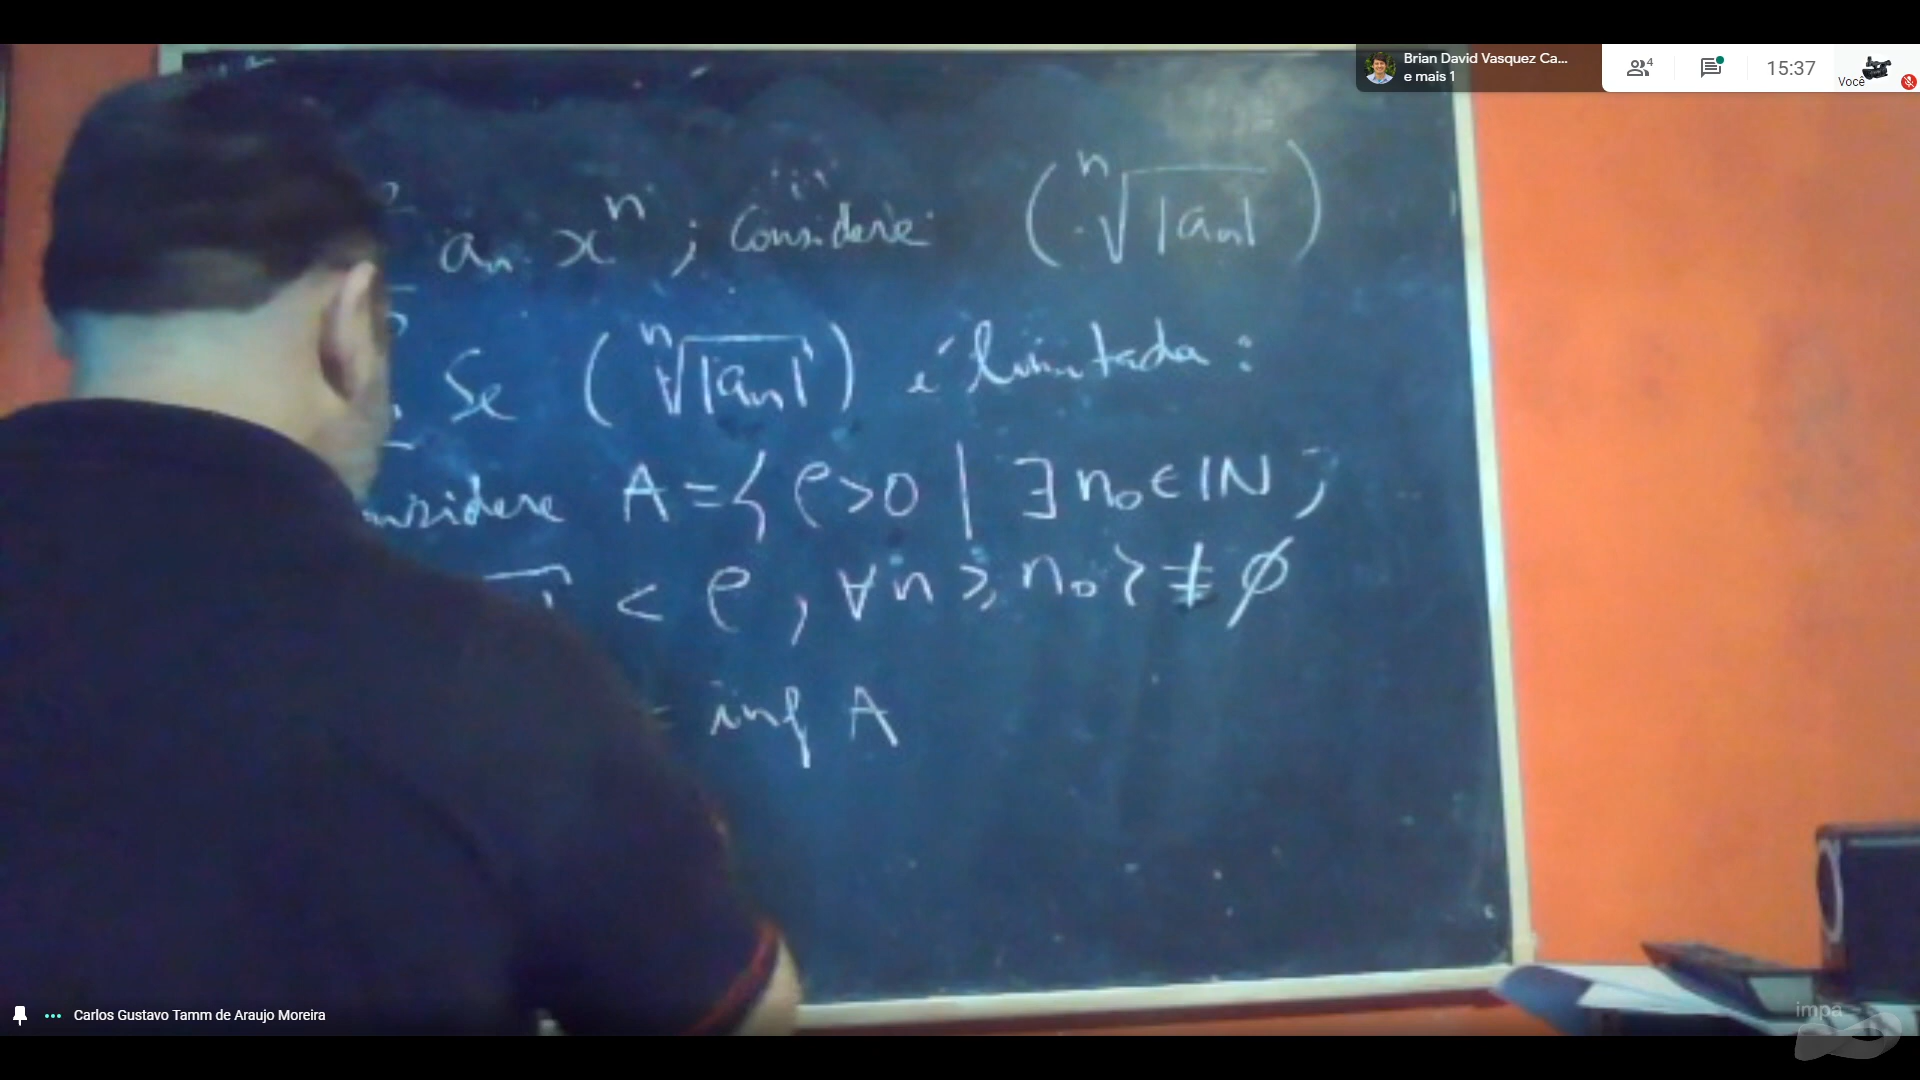 Brian David Vasquez Ca...
e mais 1
4
15:37
Você
aₙ xⁿ ; Considere (ⁿ√|aₙ|)
Se (ⁿ√|aₙ|) é limitada :
nsidere A = { ρ > 0 | ∃ n₀ ∈ ℕ ;
< ρ , ∀n ≥ n₀ } ≠ ∅
= inf A
Carlos Gustavo Tamm de Araujo Moreira
impa